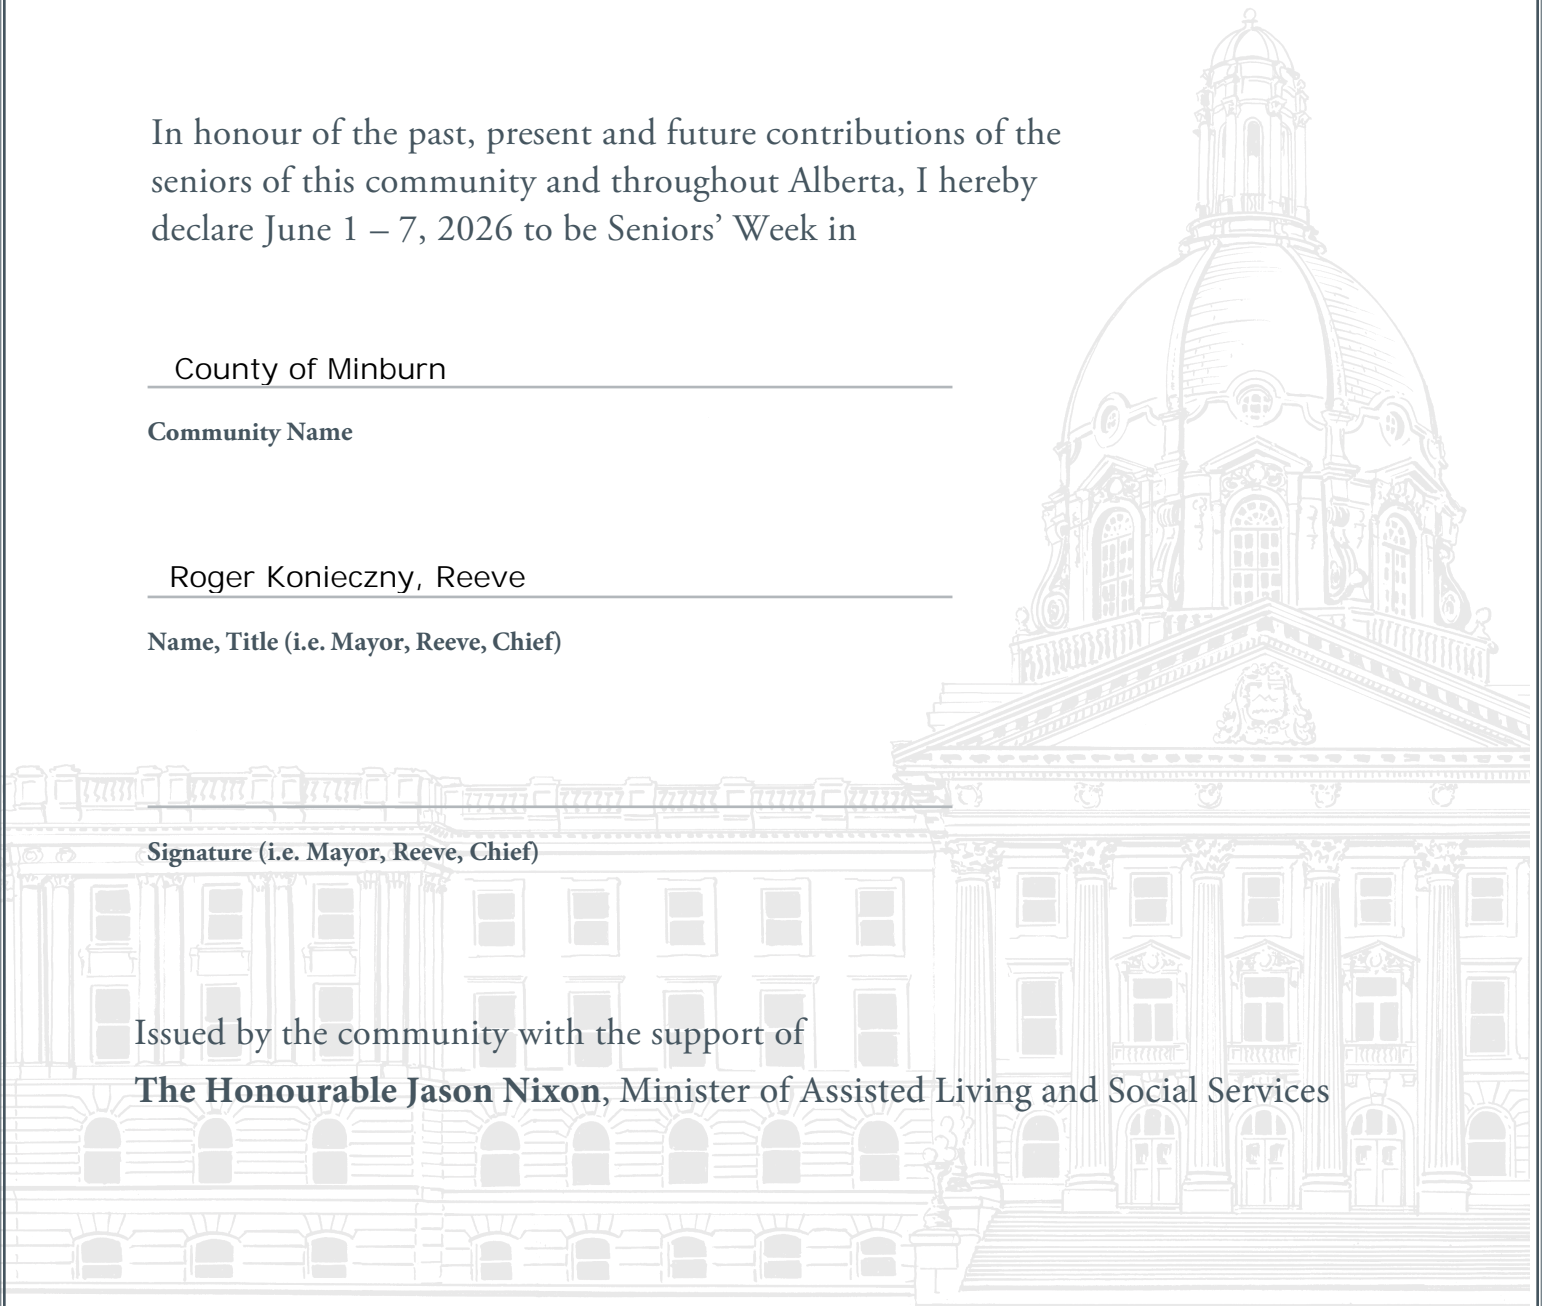 In honour of the past, present and future contributions of the
seniors of this community and throughout Alberta, I hereby
declare June 1 – 7, 2026 to be Seniors’ Week in
County of Minburn
Community Name
Roger Konieczny, Reeve
Name, Title (i.e. Mayor, Reeve, Chief)
Signature (i.e. Mayor, Reeve, Chief)
Issued by the community with the support of
The Honourable Jason Nixon, Minister of Assisted Living and Social Services